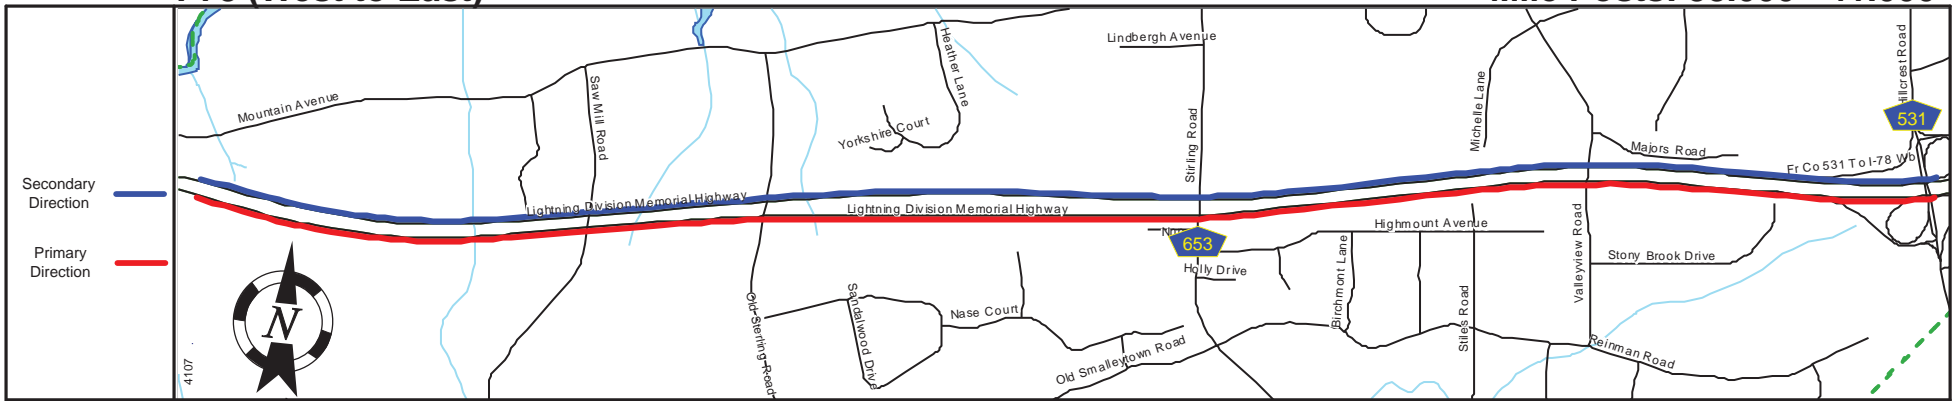 Secondary
Direction
Primary
Direction
Mountain Avenue
Saw Mill Road
Heather Lane
Yorkshire Court
Lindbergh Avenue
Stirling Road
Michelle Lane
Majors Road
Hillcrest Road
531
Fr Co 531 To I-78 Wb
Lightning Division Memorial Highway
Lightning Division Memorial Highway
653
Highmount Avenue
Holly Drive
Birchmont Lane
Stiles Road
Valleyview Road
Stony Brook Drive
Reinman Road
Old Smalleytown Road
Nase Court
Sandalwood Drive
Old Sterling Road
N
4107